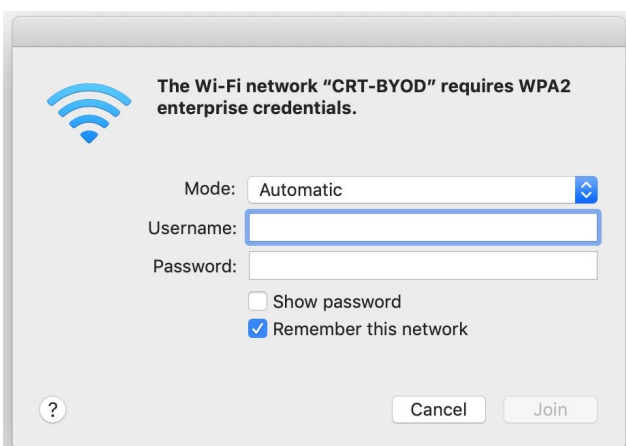 The Wi-Fi network “CRT-BYOD” requires WPA2
enterprise credentials.
Mode: Automatic
Username:
Password:
Show password
Remember this network
? Cancel Join